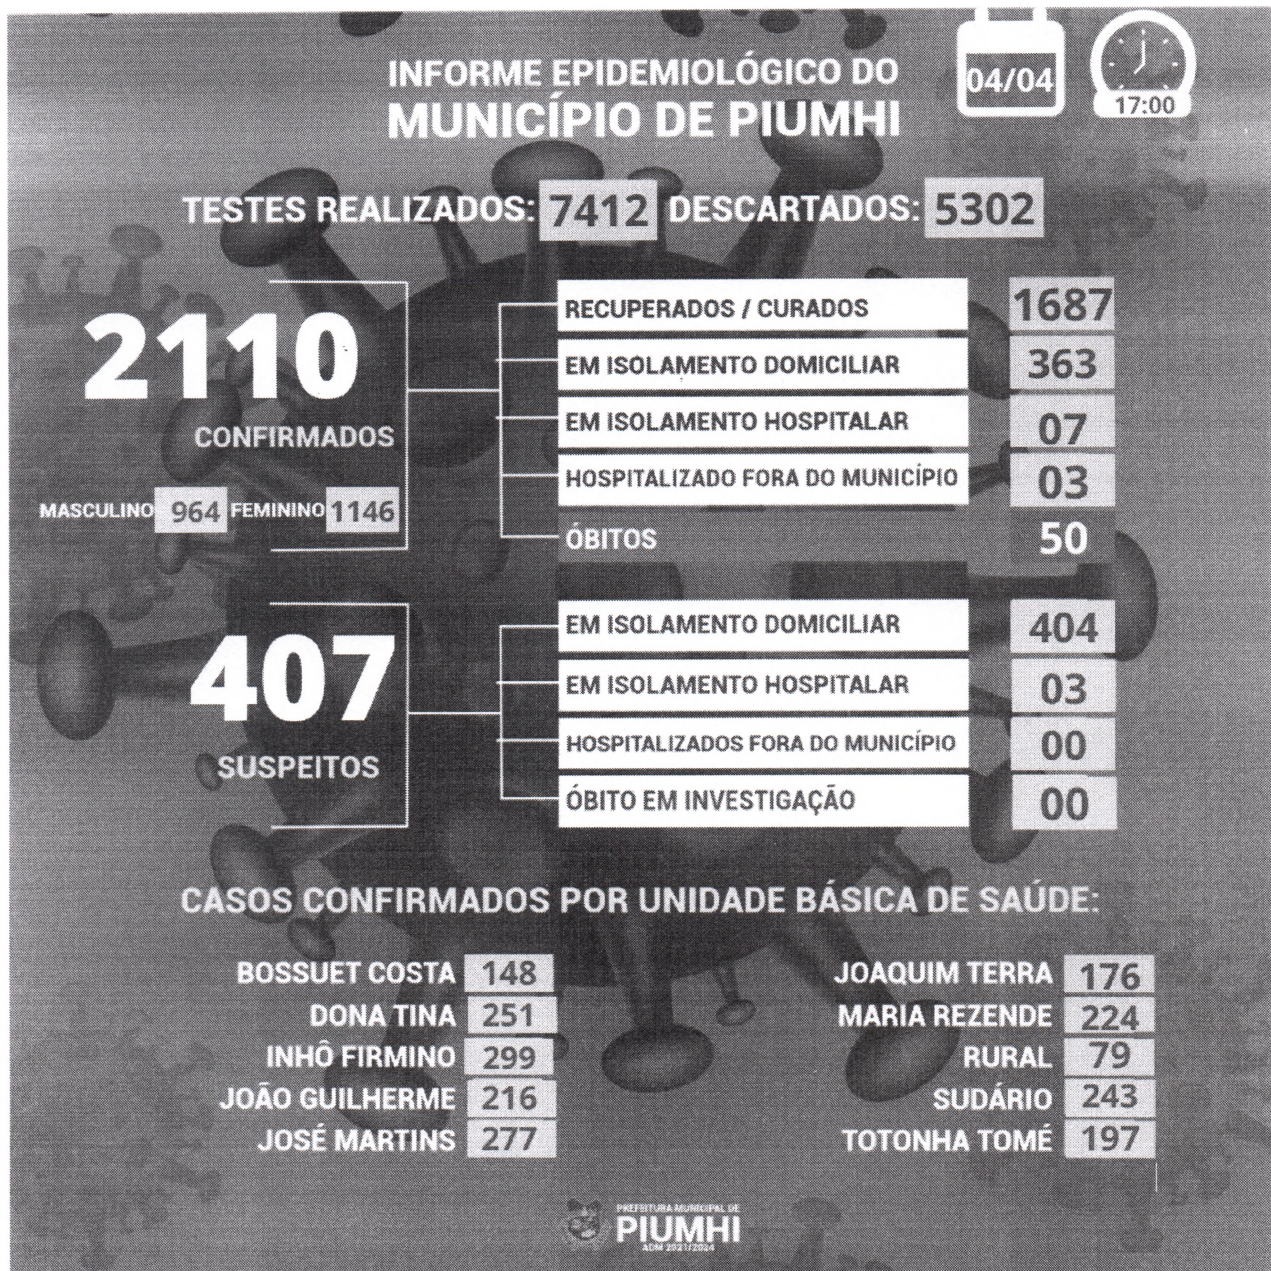 INFORME EPIDEMIOLÓGICO DO
MUNICÍPIO DE PIUMHI
04/04
17:00
TESTES REALIZADOS: 7412 DESCARTADOS: 5302
2110
CONFIRMADOS
MASCULINO 964 FEMININO 1146
RECUPERADOS / CURADOS 1687
EM ISOLAMENTO DOMICILIAR 363
EM ISOLAMENTO HOSPITALAR 07
HOSPITALIZADO FORA DO MUNICÍPIO 03
ÓBITOS 50
407
SUSPEITOS
EM ISOLAMENTO DOMICILIAR 404
EM ISOLAMENTO HOSPITALAR 03
HOSPITALIZADOS FORA DO MUNICÍPIO 00
ÓBITO EM INVESTIGAÇÃO 00
CASOS CONFIRMADOS POR UNIDADE BÁSICA DE SAÚDE:
BOSSUET COSTA 148
DONA TINA 251
INHÔ FIRMINO 299
JOÃO GUILHERME 216
JOSÉ MARTINS 277
JOAQUIM TERRA 176
MARIA REZENDE 224
RURAL 79
SUDÁRIO 243
TOTONHA TOMÉ 197
PREFEITURA MUNICIPAL DE
PIUMHI
ADM 2021/2024